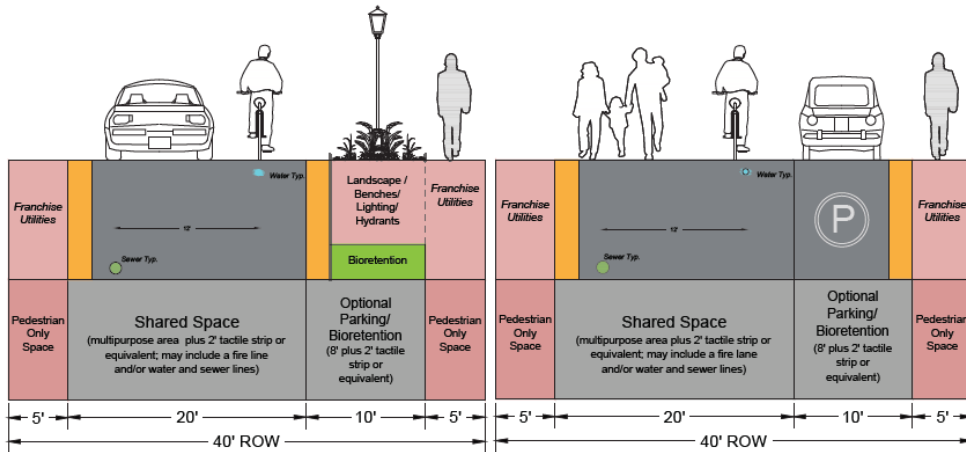 Franchise
Utilities
Water Typ.
12'
Sewer Typ.
Landscape /
Benches/
Lighting/
Hydrants
Bioretention
Franchise
Utilities
Pedestrian
Only
Space
Shared Space
(multipurpose area plus 2' tactile strip or
equivalent; may include a fire line
and/or water and sewer lines)
Optional
Parking/
Bioretention
(8' plus 2' tactile
strip or
equivalent)
Pedestrian
Only
Space
5'
20'
10'
5'
40' ROW
Franchise
Utilities
Water Typ.
12'
Sewer Typ.
P
Franchise
Utilities
Pedestrian
Only
Space
Shared Space
(multipurpose area plus 2' tactile strip or
equivalent; may include a fire lane
and/or water and sewer lines)
Optional
Parking/
Bioretention
(8' plus 2' tactile
strip or
equivalent)
Pedestrian
Only
Space
5'
20'
10'
5'
40' ROW